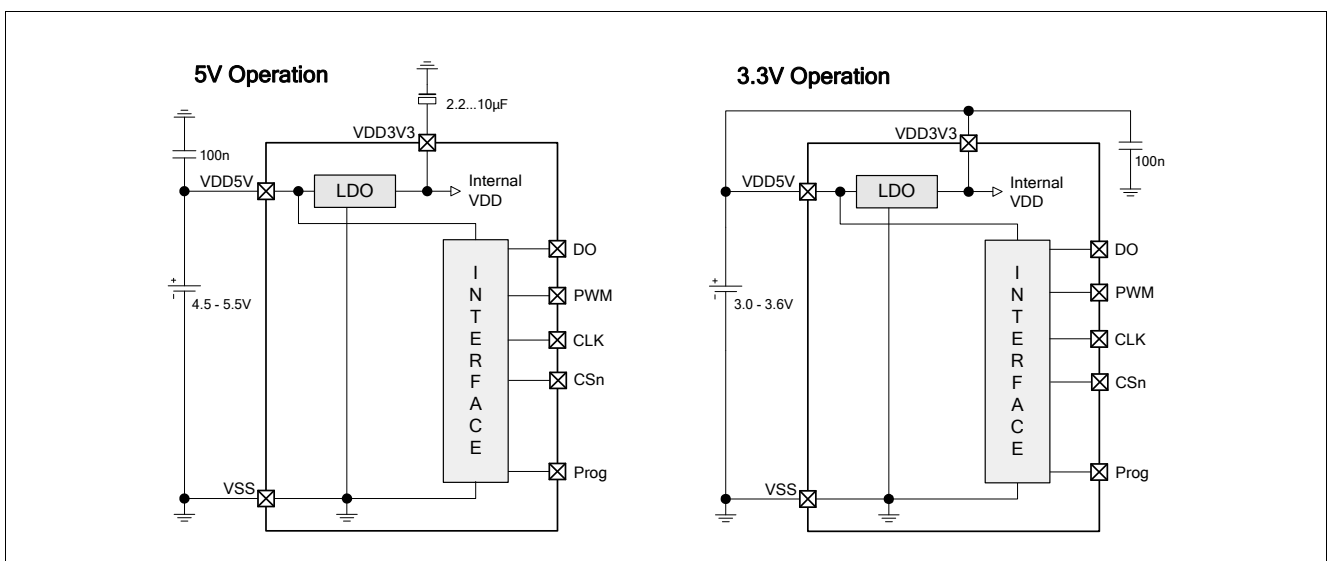 5V Operation
2.2...10µF
VDD3V3
100n
VDD5V
LDO
Internal
VDD
DO
PWM
CLK
CSn
Prog
INTERFACE
+
-
4.5 - 5.5V
VSS
3.3V Operation
VDD3V3
100n
VDD5V
LDO
Internal
VDD
DO
PWM
CLK
CSn
Prog
INTERFACE
+
-
3.0 - 3.6V
VSS